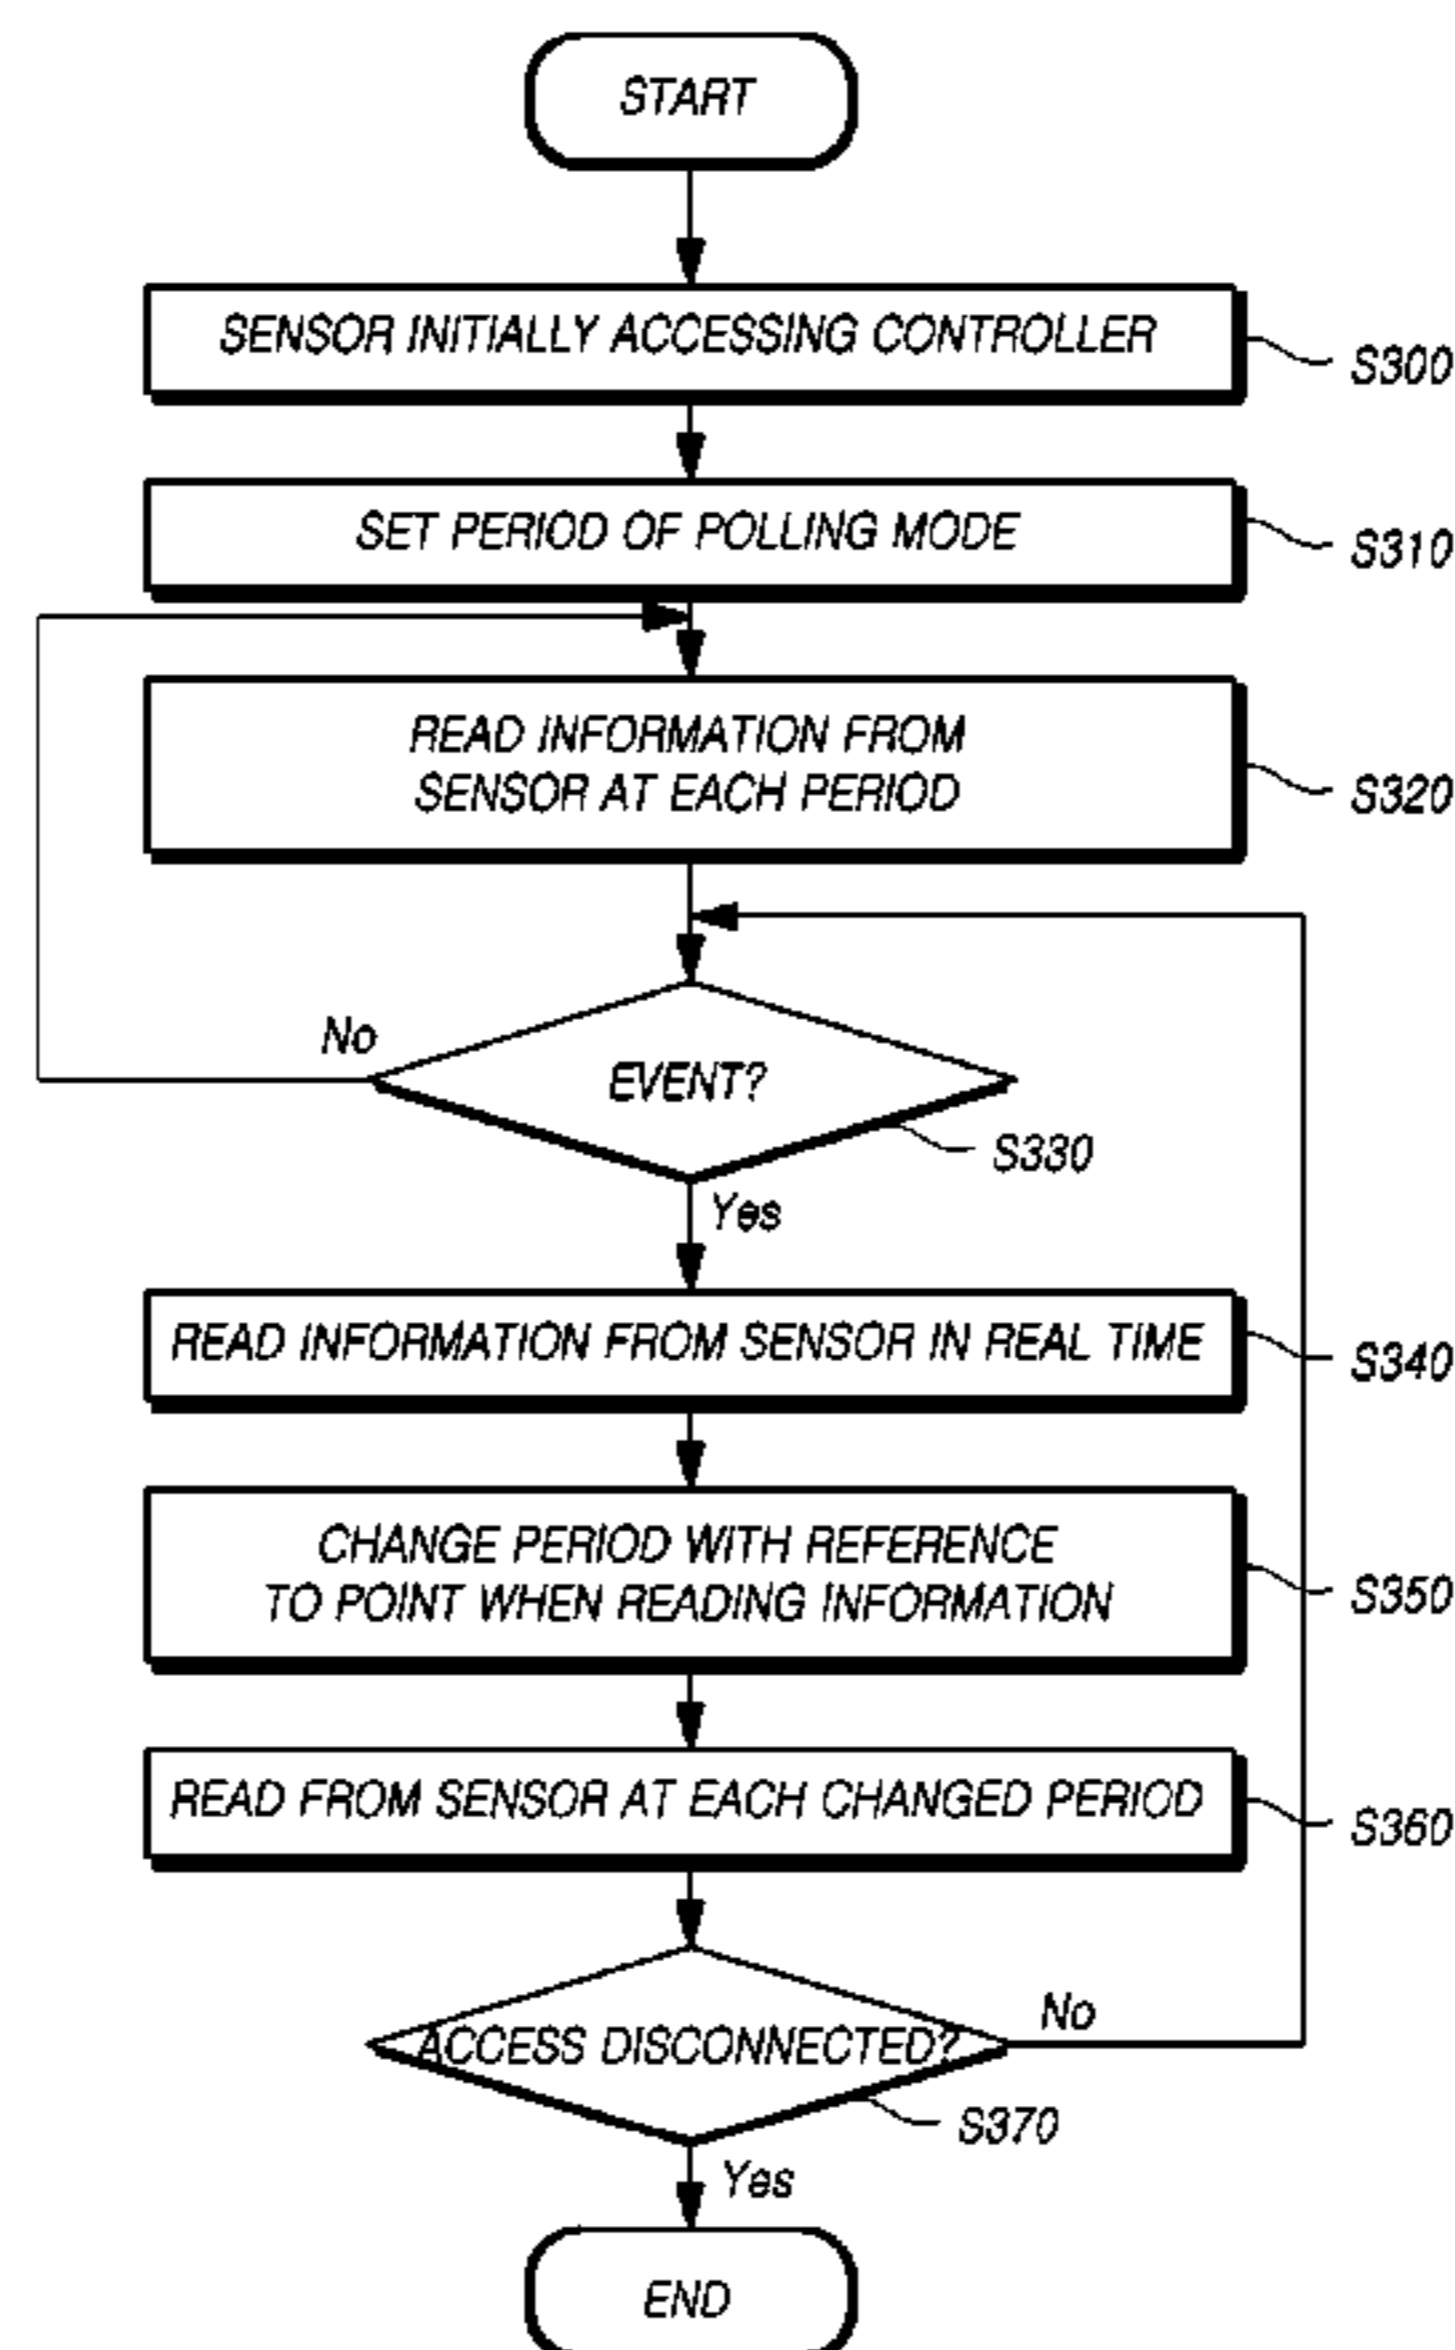 START
SENSOR INITIALLY ACCESSING CONTROLLER
S300
SET PERIOD OF POLLING MODE
S310
READ INFORMATION FROM
SENSOR AT EACH PERIOD
S320
No
EVENT?
S330
Yes
READ INFORMATION FROM SENSOR IN REAL TIME
S340
CHANGE PERIOD WITH REFERENCE
TO POINT WHEN READING INFORMATION
S350
READ FROM SENSOR AT EACH CHANGED PERIOD
S360
No
ACCESS DISCONNECTED?
S370
Yes
END